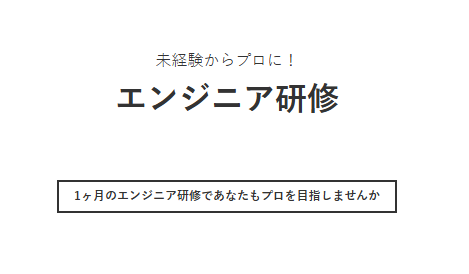 未経験からプロに！
エンジニア研修
1ヶ月のエンジニア研修であなたもプロを目指しませんか